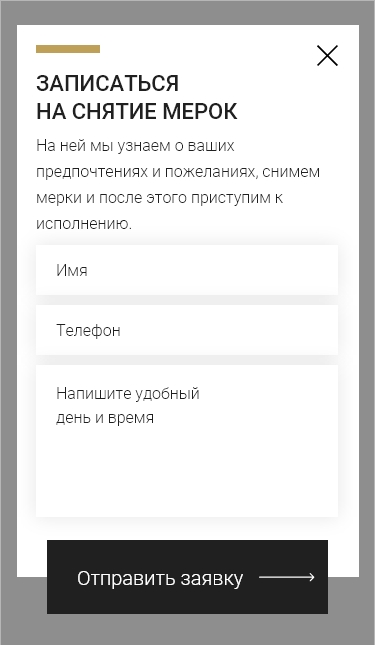 ЗАПИСАТЬСЯ
НА СНЯТИЕ МЕРОК
На ней мы узнаем о ваших
предпочтениях и пожеланиях, снимем
мерки и после этого приступим к
исполнению.
Имя
Телефон
Напишите удобный
день и время
Отправить заявку